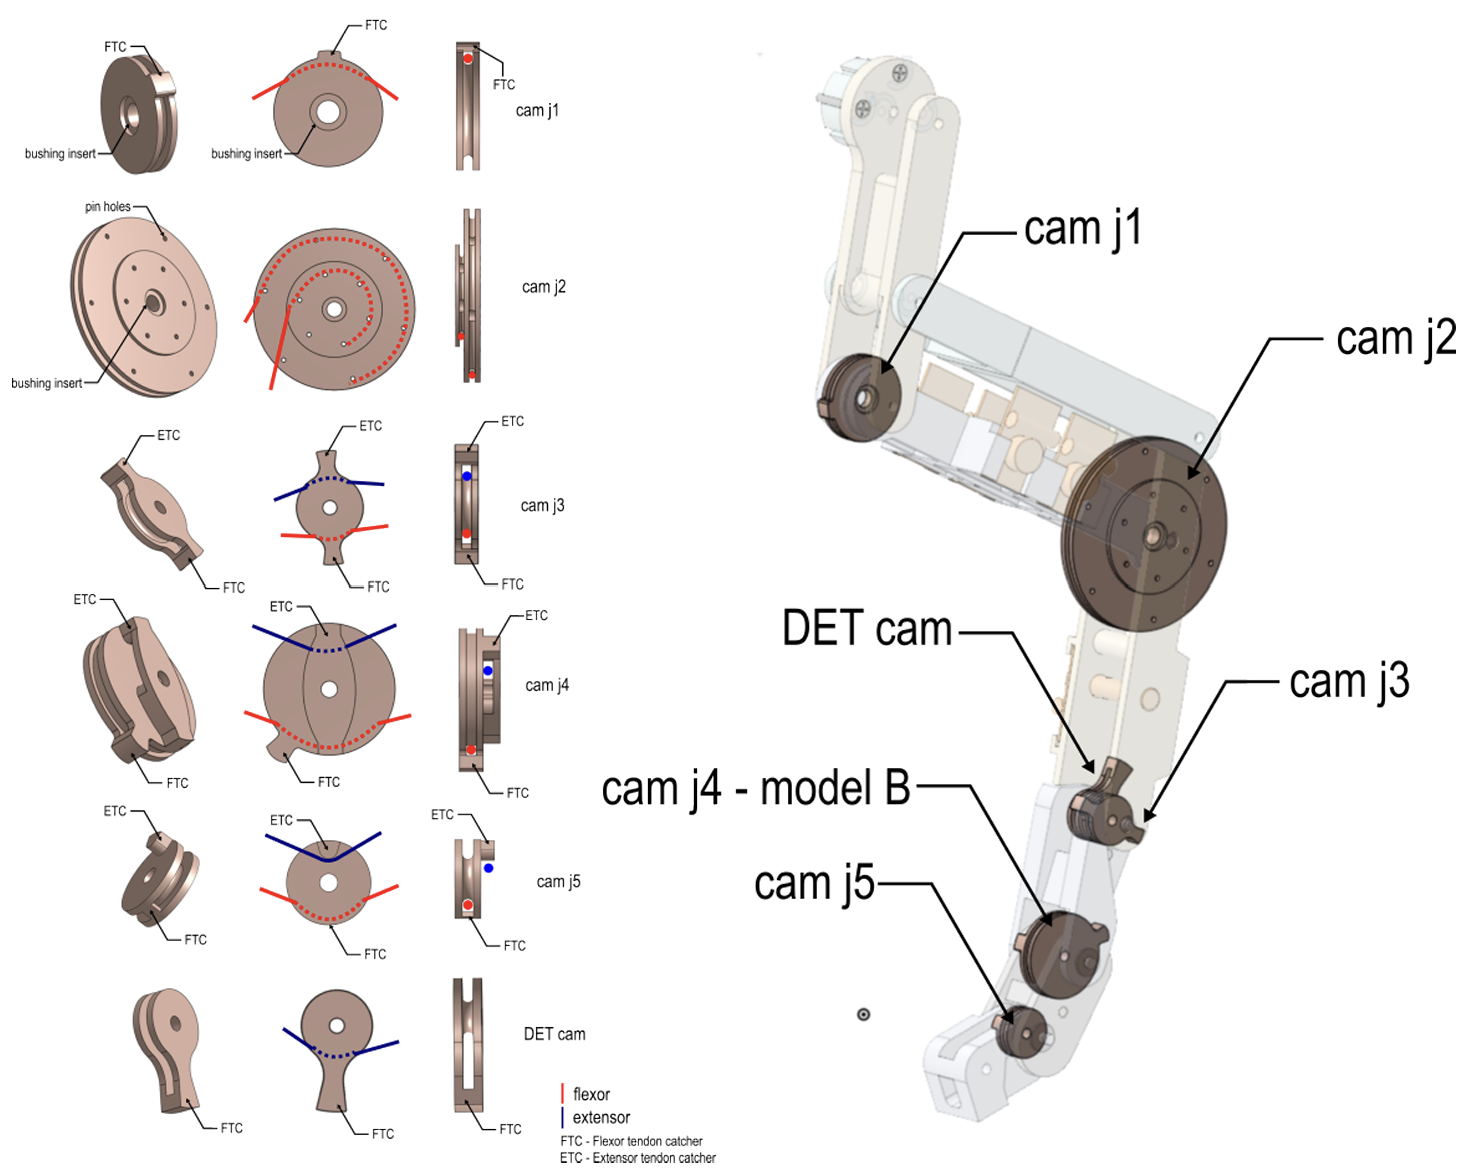 FTC
FTC
FTC
cam j1
bushing insert
bushing insert
pin holes
cam j2
bushing insert
ETC
ETC
ETC
cam j3
FTC
FTC
FTC
ETC
ETC
ETC
cam j4
FTC
FTC
FTC
ETC
ETC
ETC
cam j5
FTC
FTC
FTC
DET cam
FTC
FTC
FTC
flexor
extensor
FTC - Flexor tendon catcher
ETC - Extensor tendon catcher
cam j1
cam j2
DET cam
cam j3
cam j4 - model B
cam j5